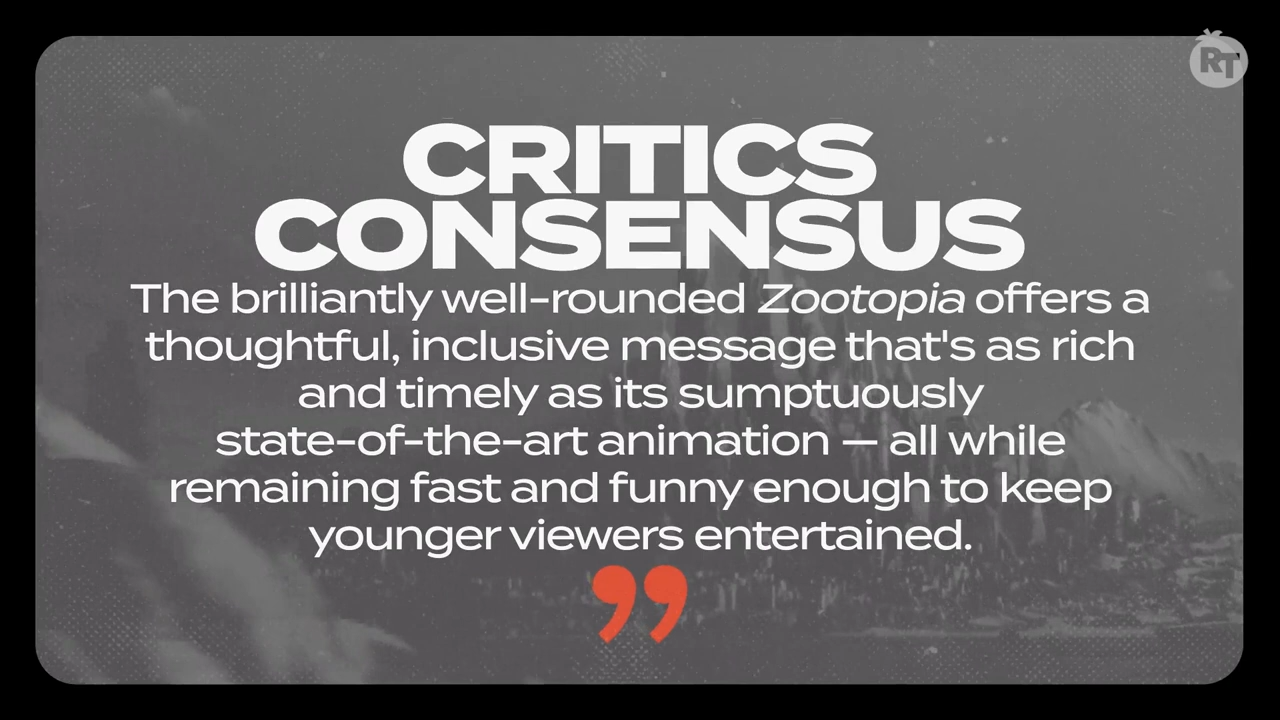 RT
CRITICS
CONSENSUS
The brilliantly well-rounded Zootopia offers a
thoughtful, inclusive message that's as rich
and timely as its sumptuously
state-of-the-art animation — all while
remaining fast and funny enough to keep
younger viewers entertained.
”